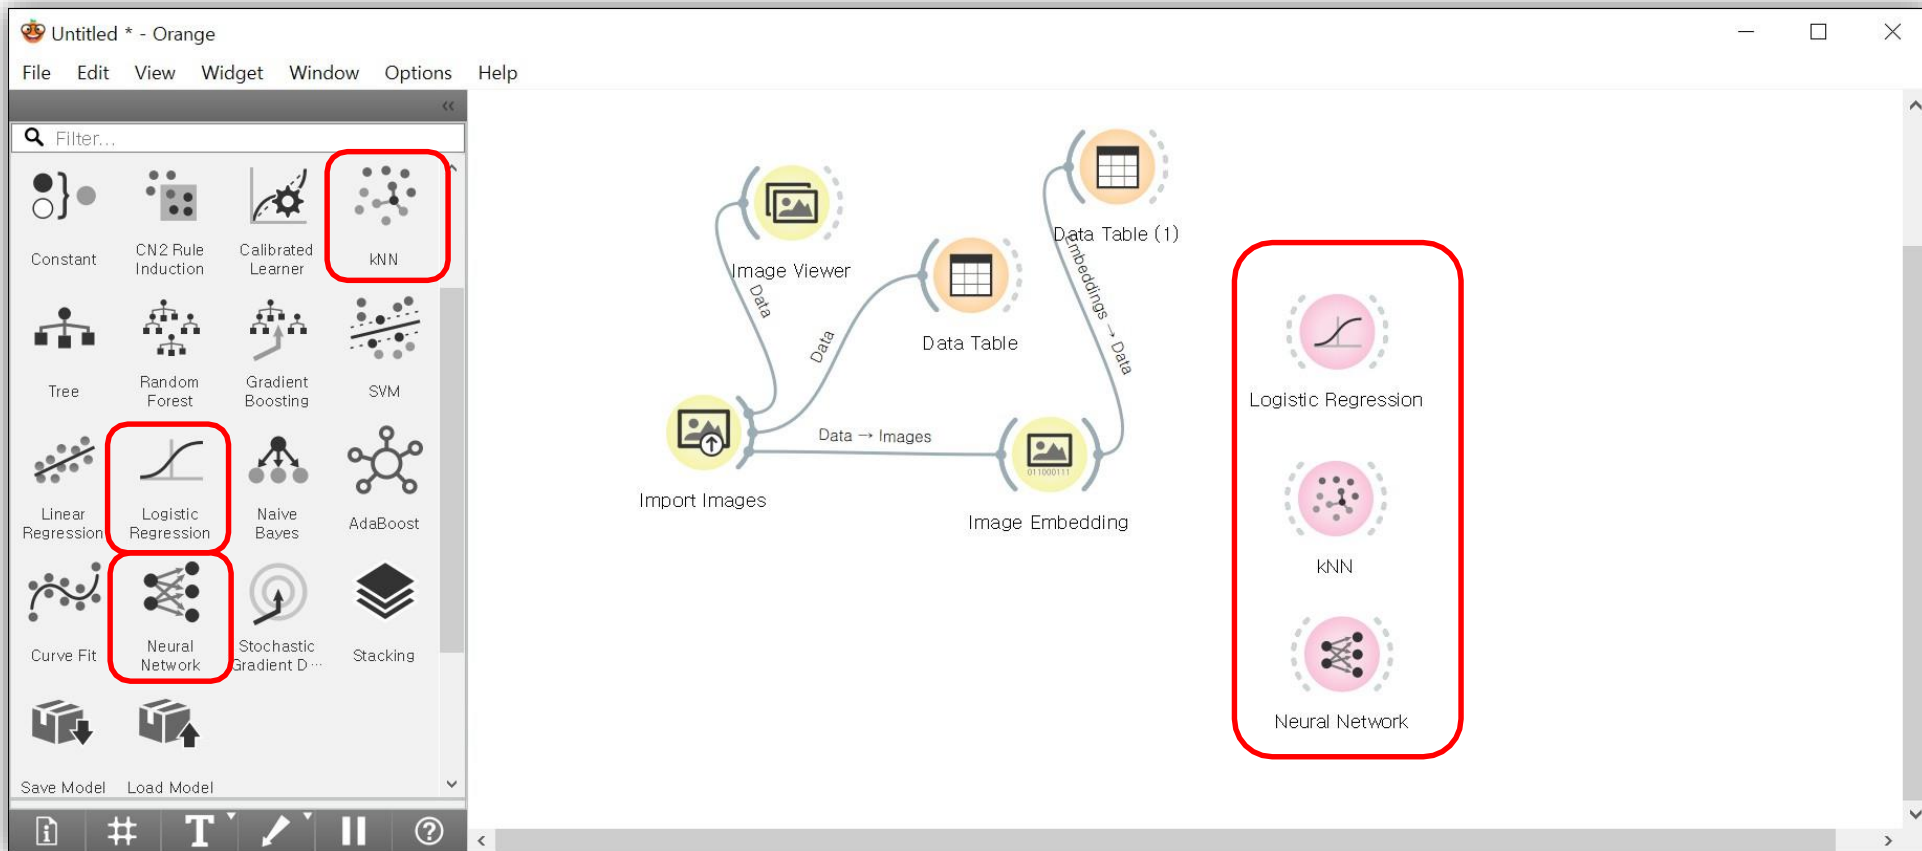 Untitled * - Orange
File Edit View Widget Window Options Help
Filter...
Constant
CN2 Rule
Induction
Calibrated
Learner
kNN
Tree
Random
Forest
Gradient
Boosting
SVM
Linear
Regression
Logistic
Regression
Naive
Bayes
AdaBoost
Curve Fit
Neural
Network
Stochastic
Gradient D...
Stacking
Save Model
Load Model
Image Viewer
Data
Data Table
Data
Data Table (1)
Embeddings → Data
Import Images
Data → Images
011000111
Image Embedding
Logistic Regression
kNN
Neural Network